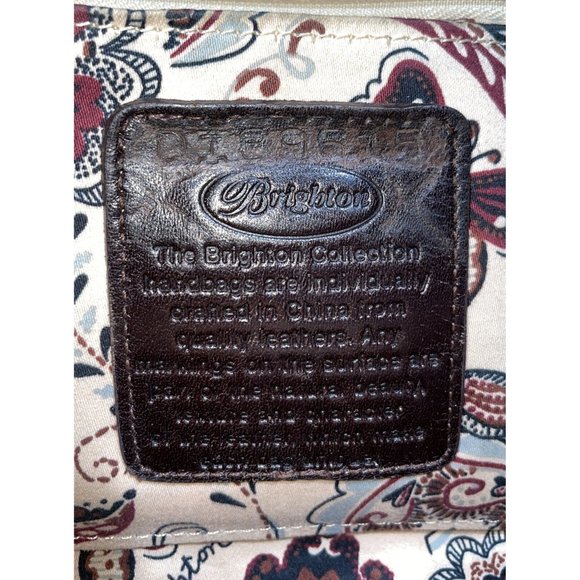 Brighton
The Brighton Collection
handbags are individually
crafted in China from
quality leathers. Any
markings on the surface are
part of the natural beauty,
texture and character
of the leather which make
each bag unique.